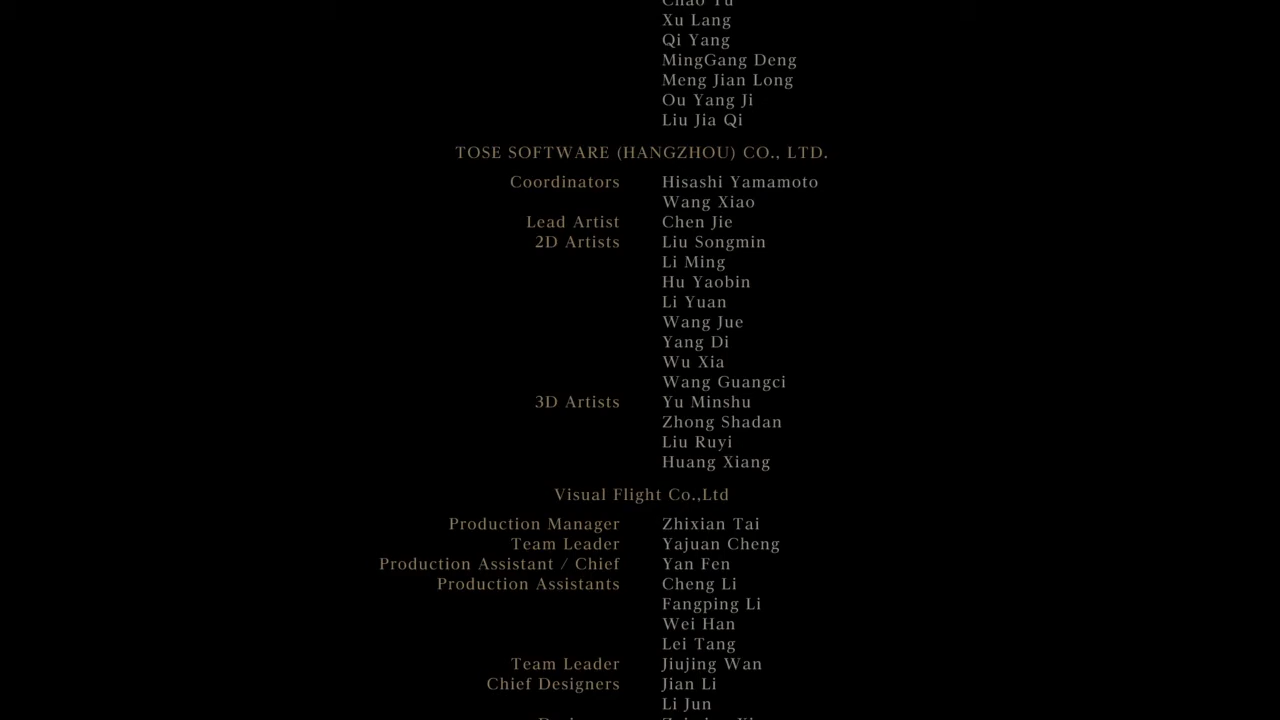 Chao Yu
Xu Lang
Qi Yang
MingGang Deng
Meng Jian Long
Ou Yang Ji
Liu Jia Qi
TOSE SOFTWARE (HANGZHOU) CO., LTD.
Coordinators Hisashi Yamamoto
Wang Xiao
Lead Artist Chen Jie
2D Artists Liu Songmin
Li Ming
Hu Yaobin
Li Yuan
Wang Jue
Yang Di
Wu Xia
Wang Guangci
3D Artists Yu Minshu
Zhong Shadan
Liu Ruyi
Huang Xiang
Visual Flight Co.,Ltd
Production Manager Zhixian Tai
Team Leader Yajuan Cheng
Production Assistant / Chief Yan Fen
Production Assistants Cheng Li
Fangping Li
Wei Han
Lei Tang
Team Leader Jiujing Wan
Chief Designers Jian Li
Li Jun